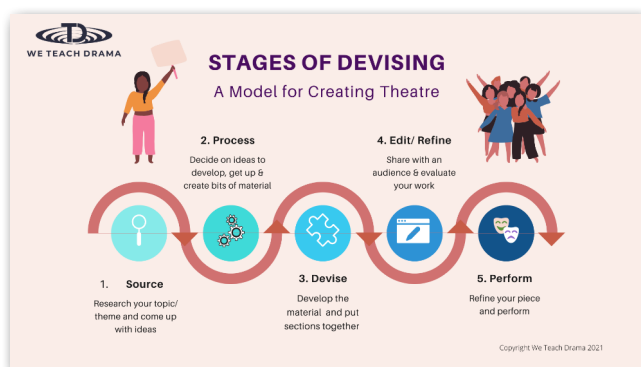 WE TEACH DRAMA
STAGES OF DEVISING
A Model for Creating Theatre
2. Process
Decide on ideas to
develop, get up &
create bits of material
4. Edit/ Refine
Share with an
audience & evaluate
your work
1. Source
Research your topic/
theme and come up
with ideas
3. Devise
Develop the
material and put
sections together
5. Perform
Refine your piece
and perform
Copyright We Teach Drama 2021